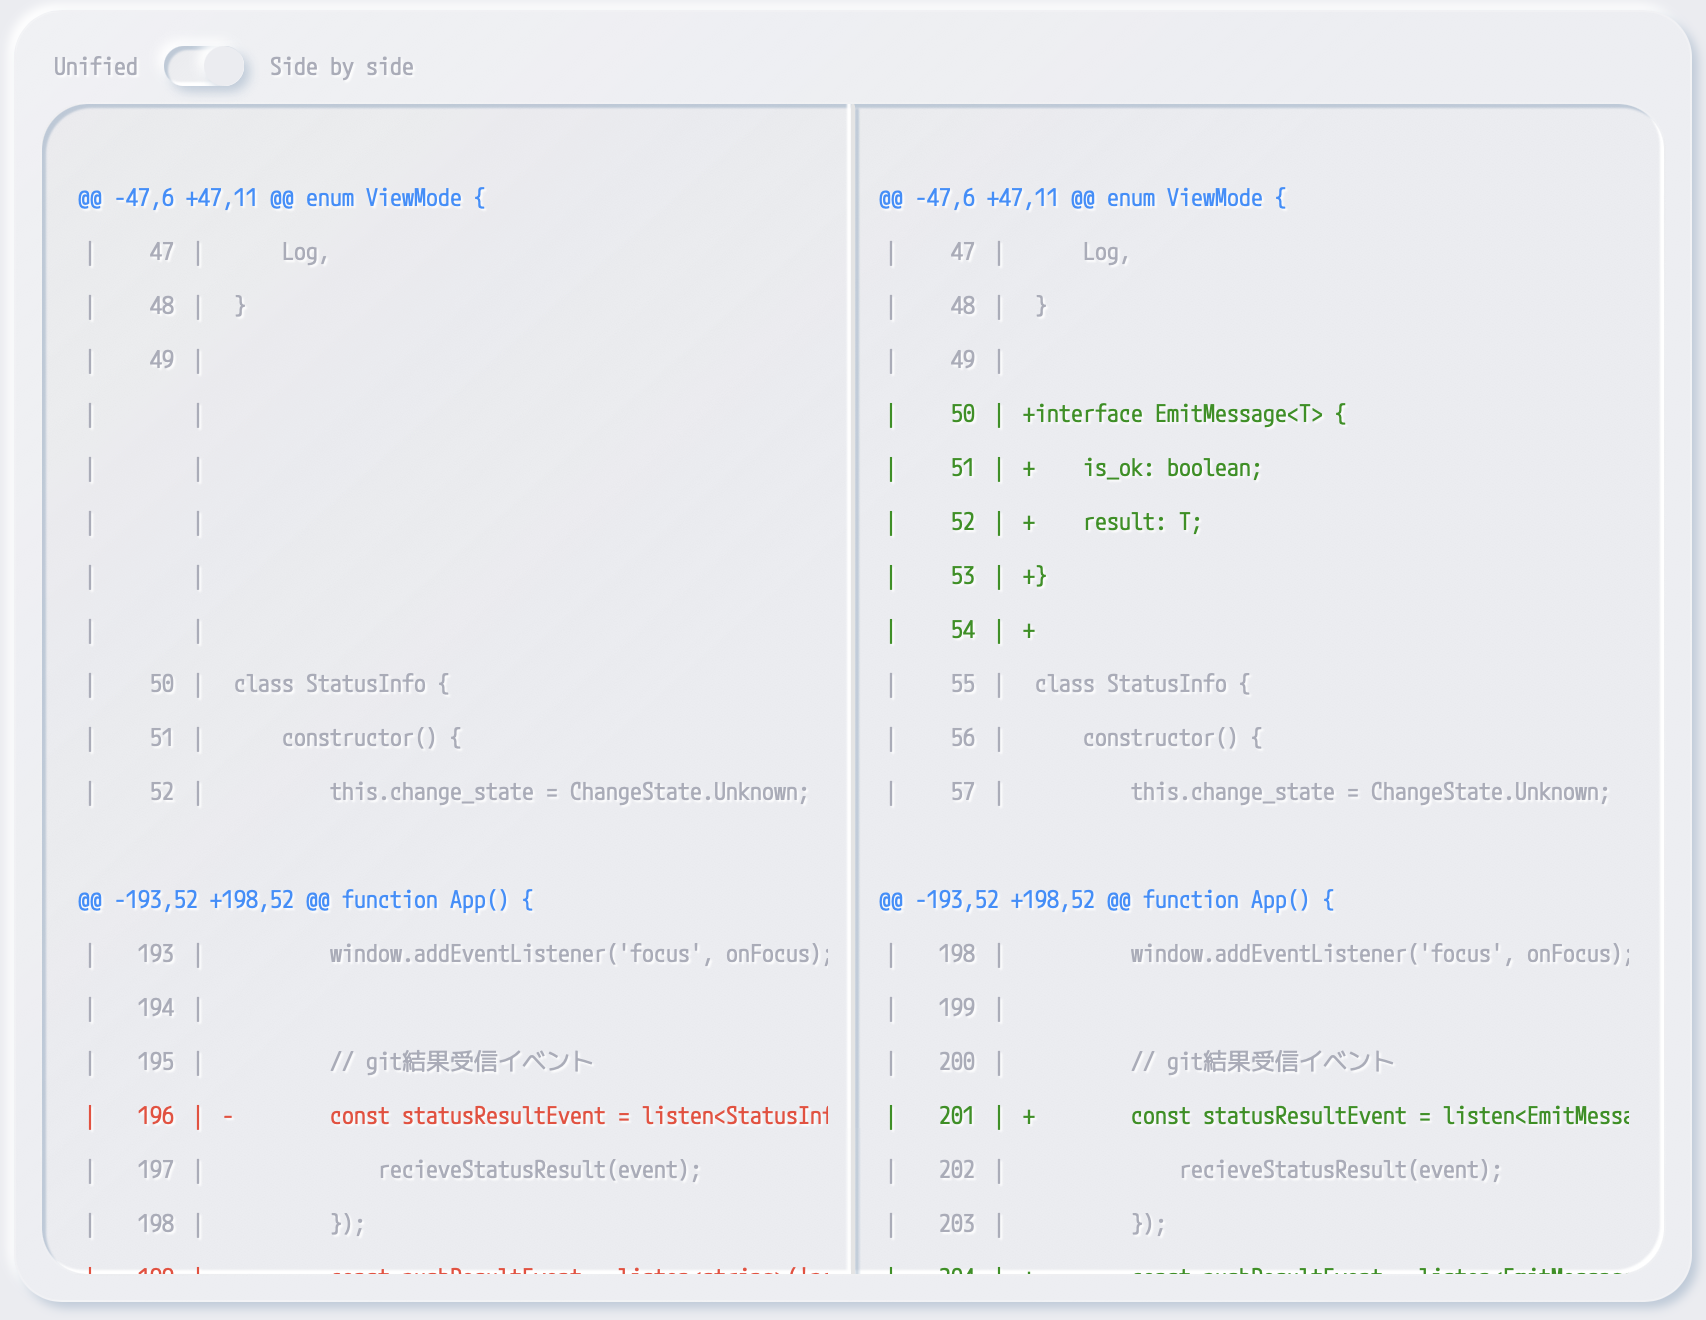 Unified Side by side
@@ -47,6 +47,11 @@ enum ViewMode {
| 47 | Log,
| 48 | }
| 49 |
| |
| |
| |
| |
| |
| 50 | class StatusInfo {
| 51 | constructor() {
| 52 | this.change_state = ChangeState.Unknown;
@@ -193,52 +198,52 @@ function App() {
| 193 | window.addEventListener('focus', onFocus);
| 194 |
| 195 | // git結果受信イベント
| 196 | - const statusResultEvent = listen<StatusInf
| 197 | recieveStatusResult(event);
| 198 | });
@@ -47,6 +47,11 @@ enum ViewMode {
| 47 | Log,
| 48 | }
| 49 |
| 50 | +interface EmitMessage<T> {
| 51 | + is_ok: boolean;
| 52 | + result: T;
| 53 | +}
| 54 | +
| 55 | class StatusInfo {
| 56 | constructor() {
| 57 | this.change_state = ChangeState.Unknown;
@@ -193,52 +198,52 @@ function App() {
| 198 | window.addEventListener('focus', onFocus);
| 199 |
| 200 | // git結果受信イベント
| 201 | + const statusResultEvent = listen<EmitMessa
| 202 | recieveStatusResult(event);
| 203 | });